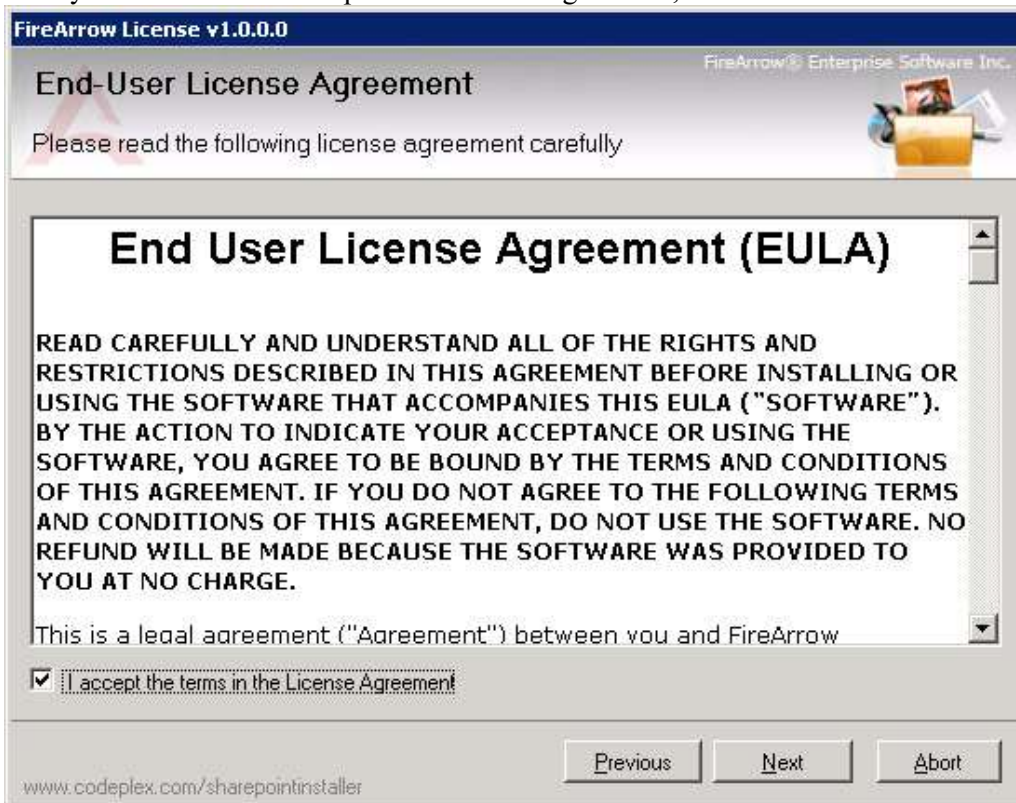 FireArrow License v1.0.0.0
FireArrow® Enterprise Software Inc.
End-User License Agreement
Please read the following license agreement carefully
End User License Agreement (EULA)
READ CAREFULLY AND UNDERSTAND ALL OF THE RIGHTS AND
RESTRICTIONS DESCRIBED IN THIS AGREEMENT BEFORE INSTALLING OR
USING THE SOFTWARE THAT ACCOMPANIES THIS EULA ("SOFTWARE").
BY THE ACTION TO INDICATE YOUR ACCEPTANCE OR USING THE
SOFTWARE, YOU AGREE TO BE BOUND BY THE TERMS AND CONDITIONS
OF THIS AGREEMENT. IF YOU DO NOT AGREE TO THE FOLLOWING TERMS
AND CONDITIONS OF THIS AGREEMENT, DO NOT USE THE SOFTWARE. NO
REFUND WILL BE MADE BECAUSE THE SOFTWARE WAS PROVIDED TO
YOU AT NO CHARGE.
This is a legal agreement ("Agreement") between you and FireArrow
I accept the terms in the License Agreement
Previous Next Abort
www.codeplex.com/sharepointinstaller